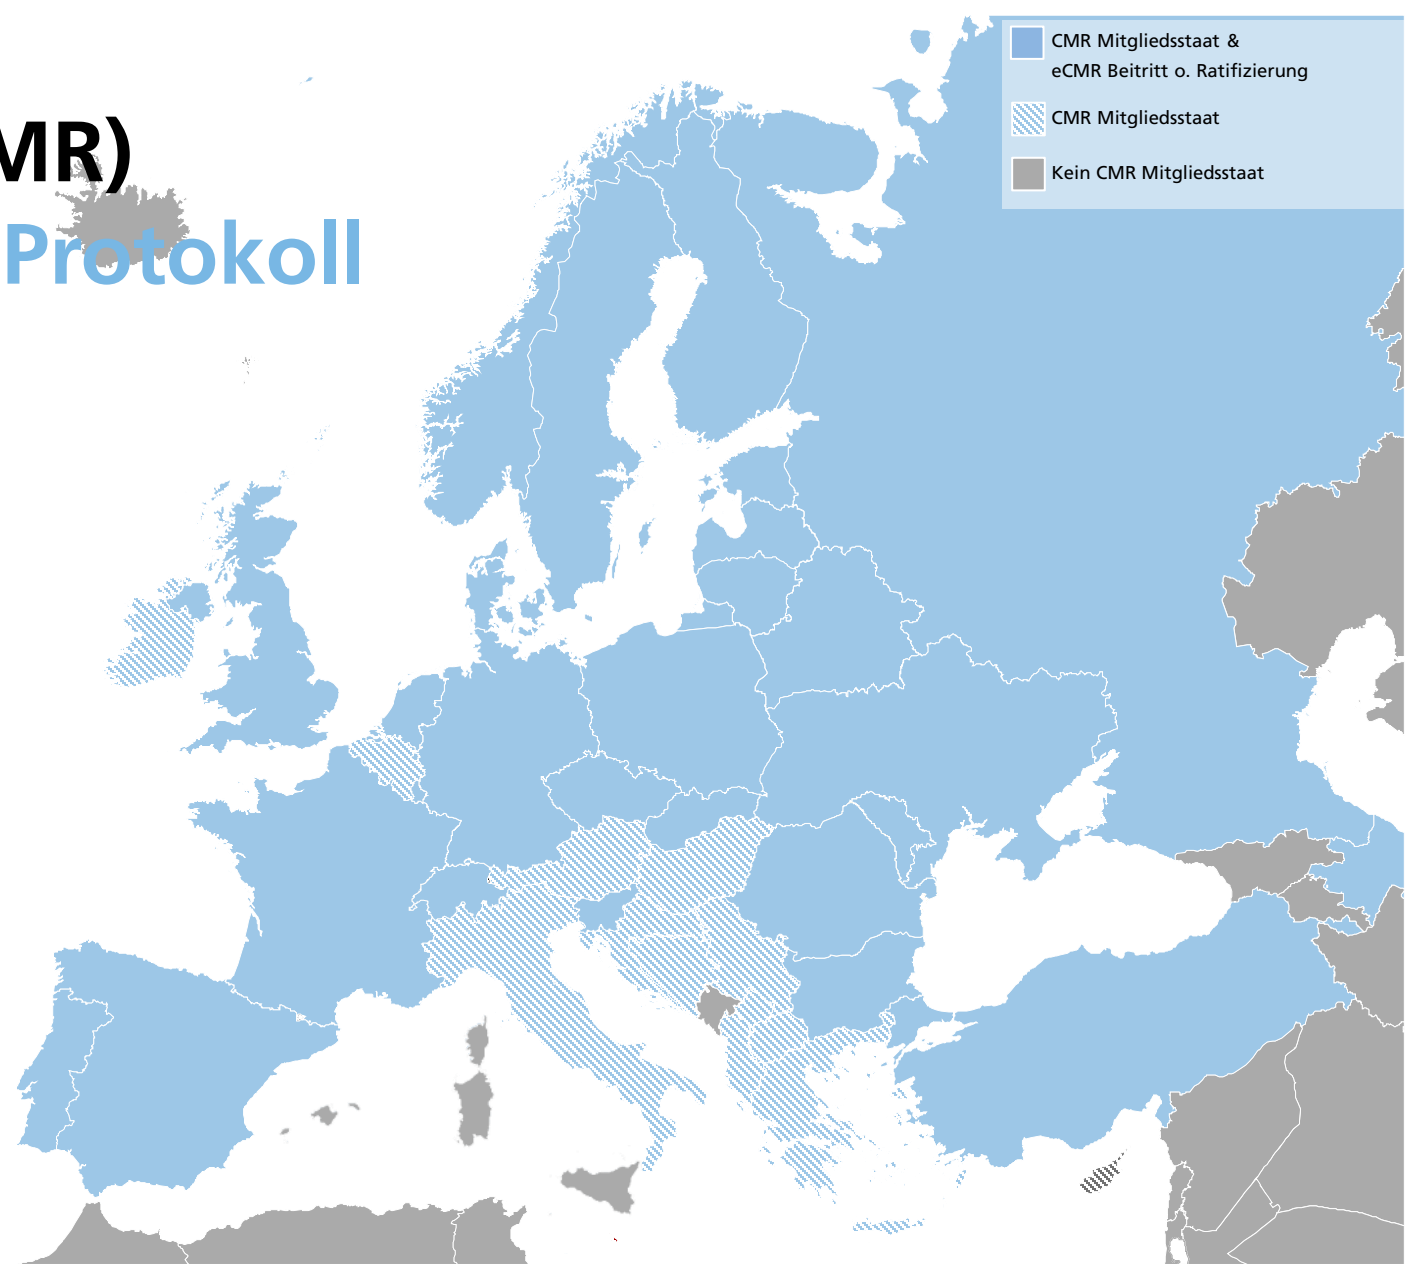 MR)
Protokoll
CMR Mitgliedsstaat &
eCMR Beitritt o. Ratifizierung
CMR Mitgliedsstaat
Kein CMR Mitgliedsstaat